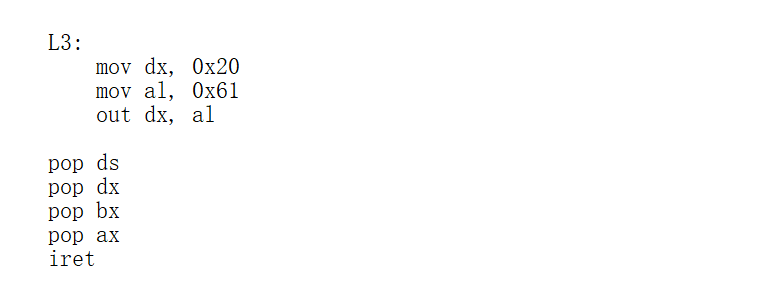 L3:
    mov dx, 0x20
    mov al, 0x61
    out dx, al

pop ds
pop dx
pop bx
pop ax
iret